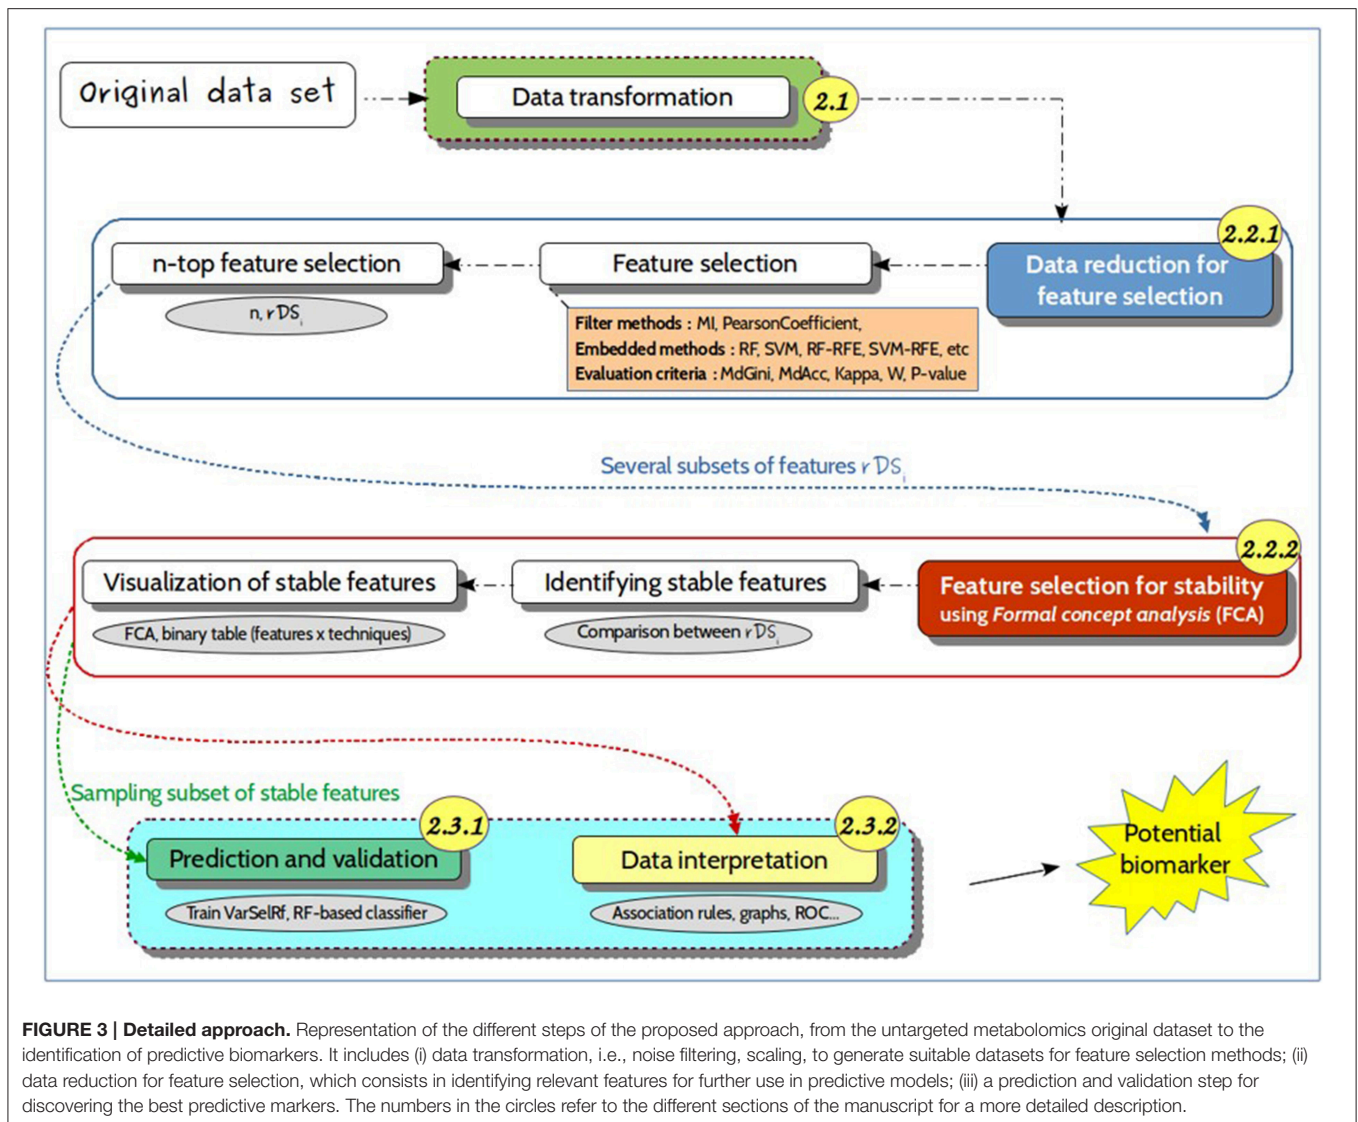 Original data set
Data transformation
2.1
2.2.1
n-top feature selection
Feature selection
Data reduction for
feature selection
n, rDSi
Filter methods : MI, PearsonCoefficient,
Embedded methods : RF, SVM, RF-RFE, SVM-RFE, etc
Evaluation criteria : MdGini, MdAcc, Kappa, W, P-value
Several subsets of features rDSi
2.2.2
Visualization of stable features
Identifying stable features
Feature selection for stability
using Formal concept analysis (FCA)
FCA, binary table (features x techniques)
Comparison between rDSi
Sampling subset of stable features
2.3.1
2.3.2
Prediction and validation
Data interpretation
Train VarSelRf, RF-based classifier
Association rules, graphs, ROC...
Potential
biomarker
FIGURE 3 | Detailed approach. Representation of the different steps of the proposed approach, from the untargeted metabolomics original dataset to the
identification of predictive biomarkers. It includes (i) data transformation, i.e., noise filtering, scaling, to generate suitable datasets for feature selection methods; (ii)
data reduction for feature selection, which consists in identifying relevant features for further use in predictive models; (iii) a prediction and validation step for
discovering the best predictive markers. The numbers in the circles refer to the different sections of the manuscript for a more detailed description.